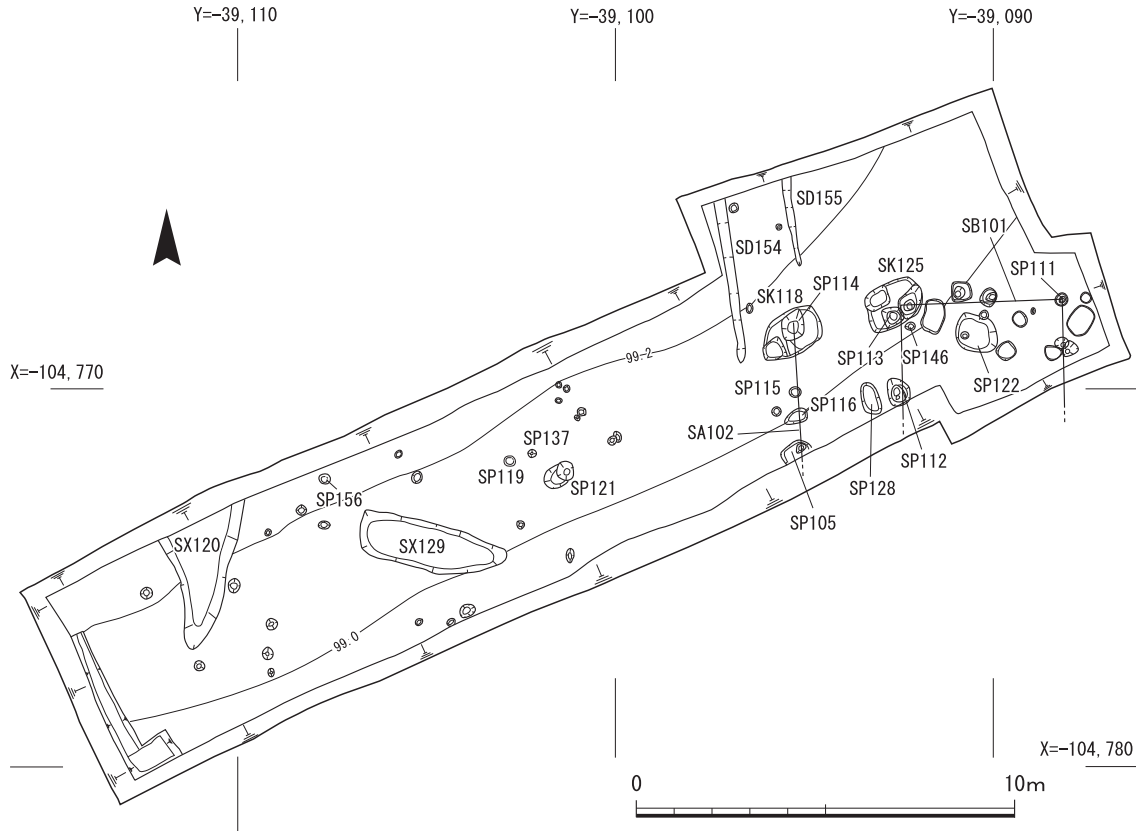 Y=-39, 110
Y=-39, 100
Y=-39, 090
SD155
SD154
SB101
SK125
SP111
SP114
SK118
X=-104, 770
99.2
SP113
SP146
SP122
SP115
SP116
SA102
SP137
SP112
SP119
SP121
SP128
SP156
SP105
SX120
SX129
99.0
X=-104, 780
0
10m